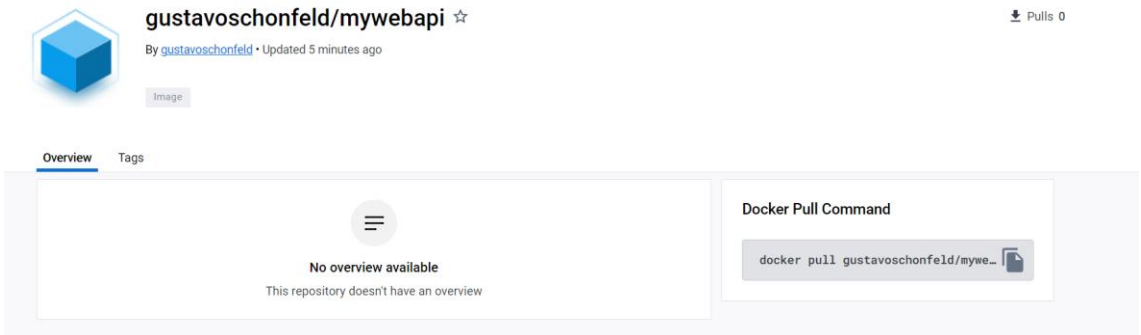 gustavoschonfeld/mywebapi
Pulls 0
By gustavoschonfeld • Updated 5 minutes ago
Image
Overview
Tags
No overview available
This repository doesn't have an overview
Docker Pull Command
docker pull gustavoschonfeld/mywe…